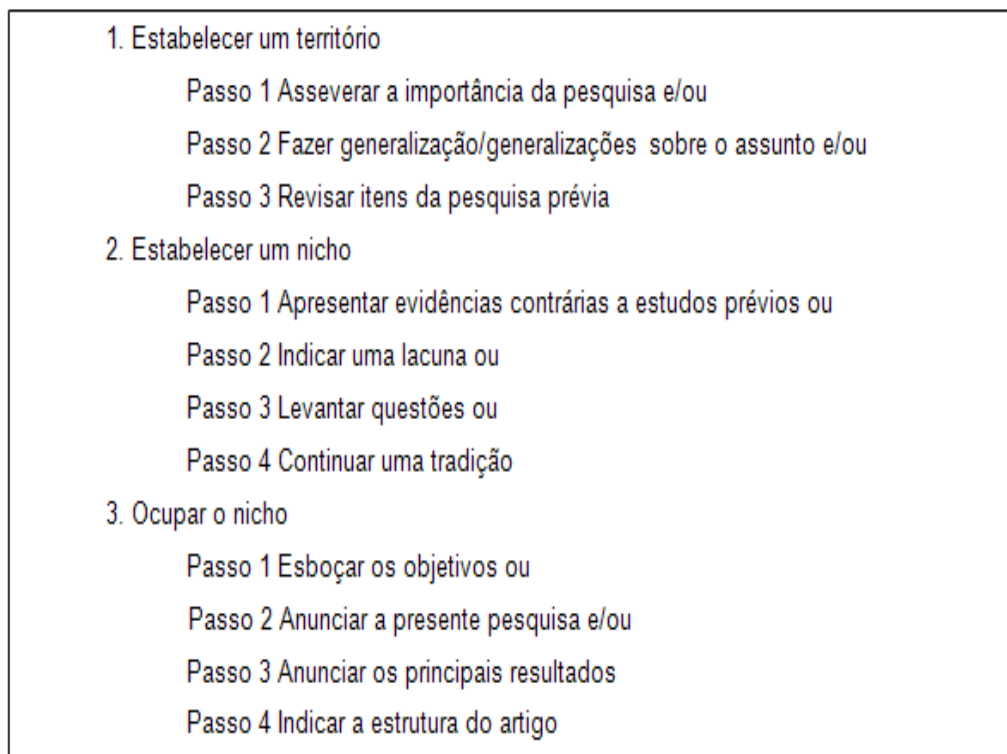 1. Estabelecer um território
Passo 1 Asseverar a importância da pesquisa e/ou
Passo 2 Fazer generalização/generalizações sobre o assunto e/ou
Passo 3 Revisar itens da pesquisa prévia
2. Estabelecer um nicho
Passo 1 Apresentar evidências contrárias a estudos prévios ou
Passo 2 Indicar uma lacuna ou
Passo 3 Levantar questões ou
Passo 4 Continuar uma tradição
3. Ocupar o nicho
Passo 1 Esboçar os objetivos ou
Passo 2 Anunciar a presente pesquisa e/ou
Passo 3 Anunciar os principais resultados
Passo 4 Indicar a estrutura do artigo